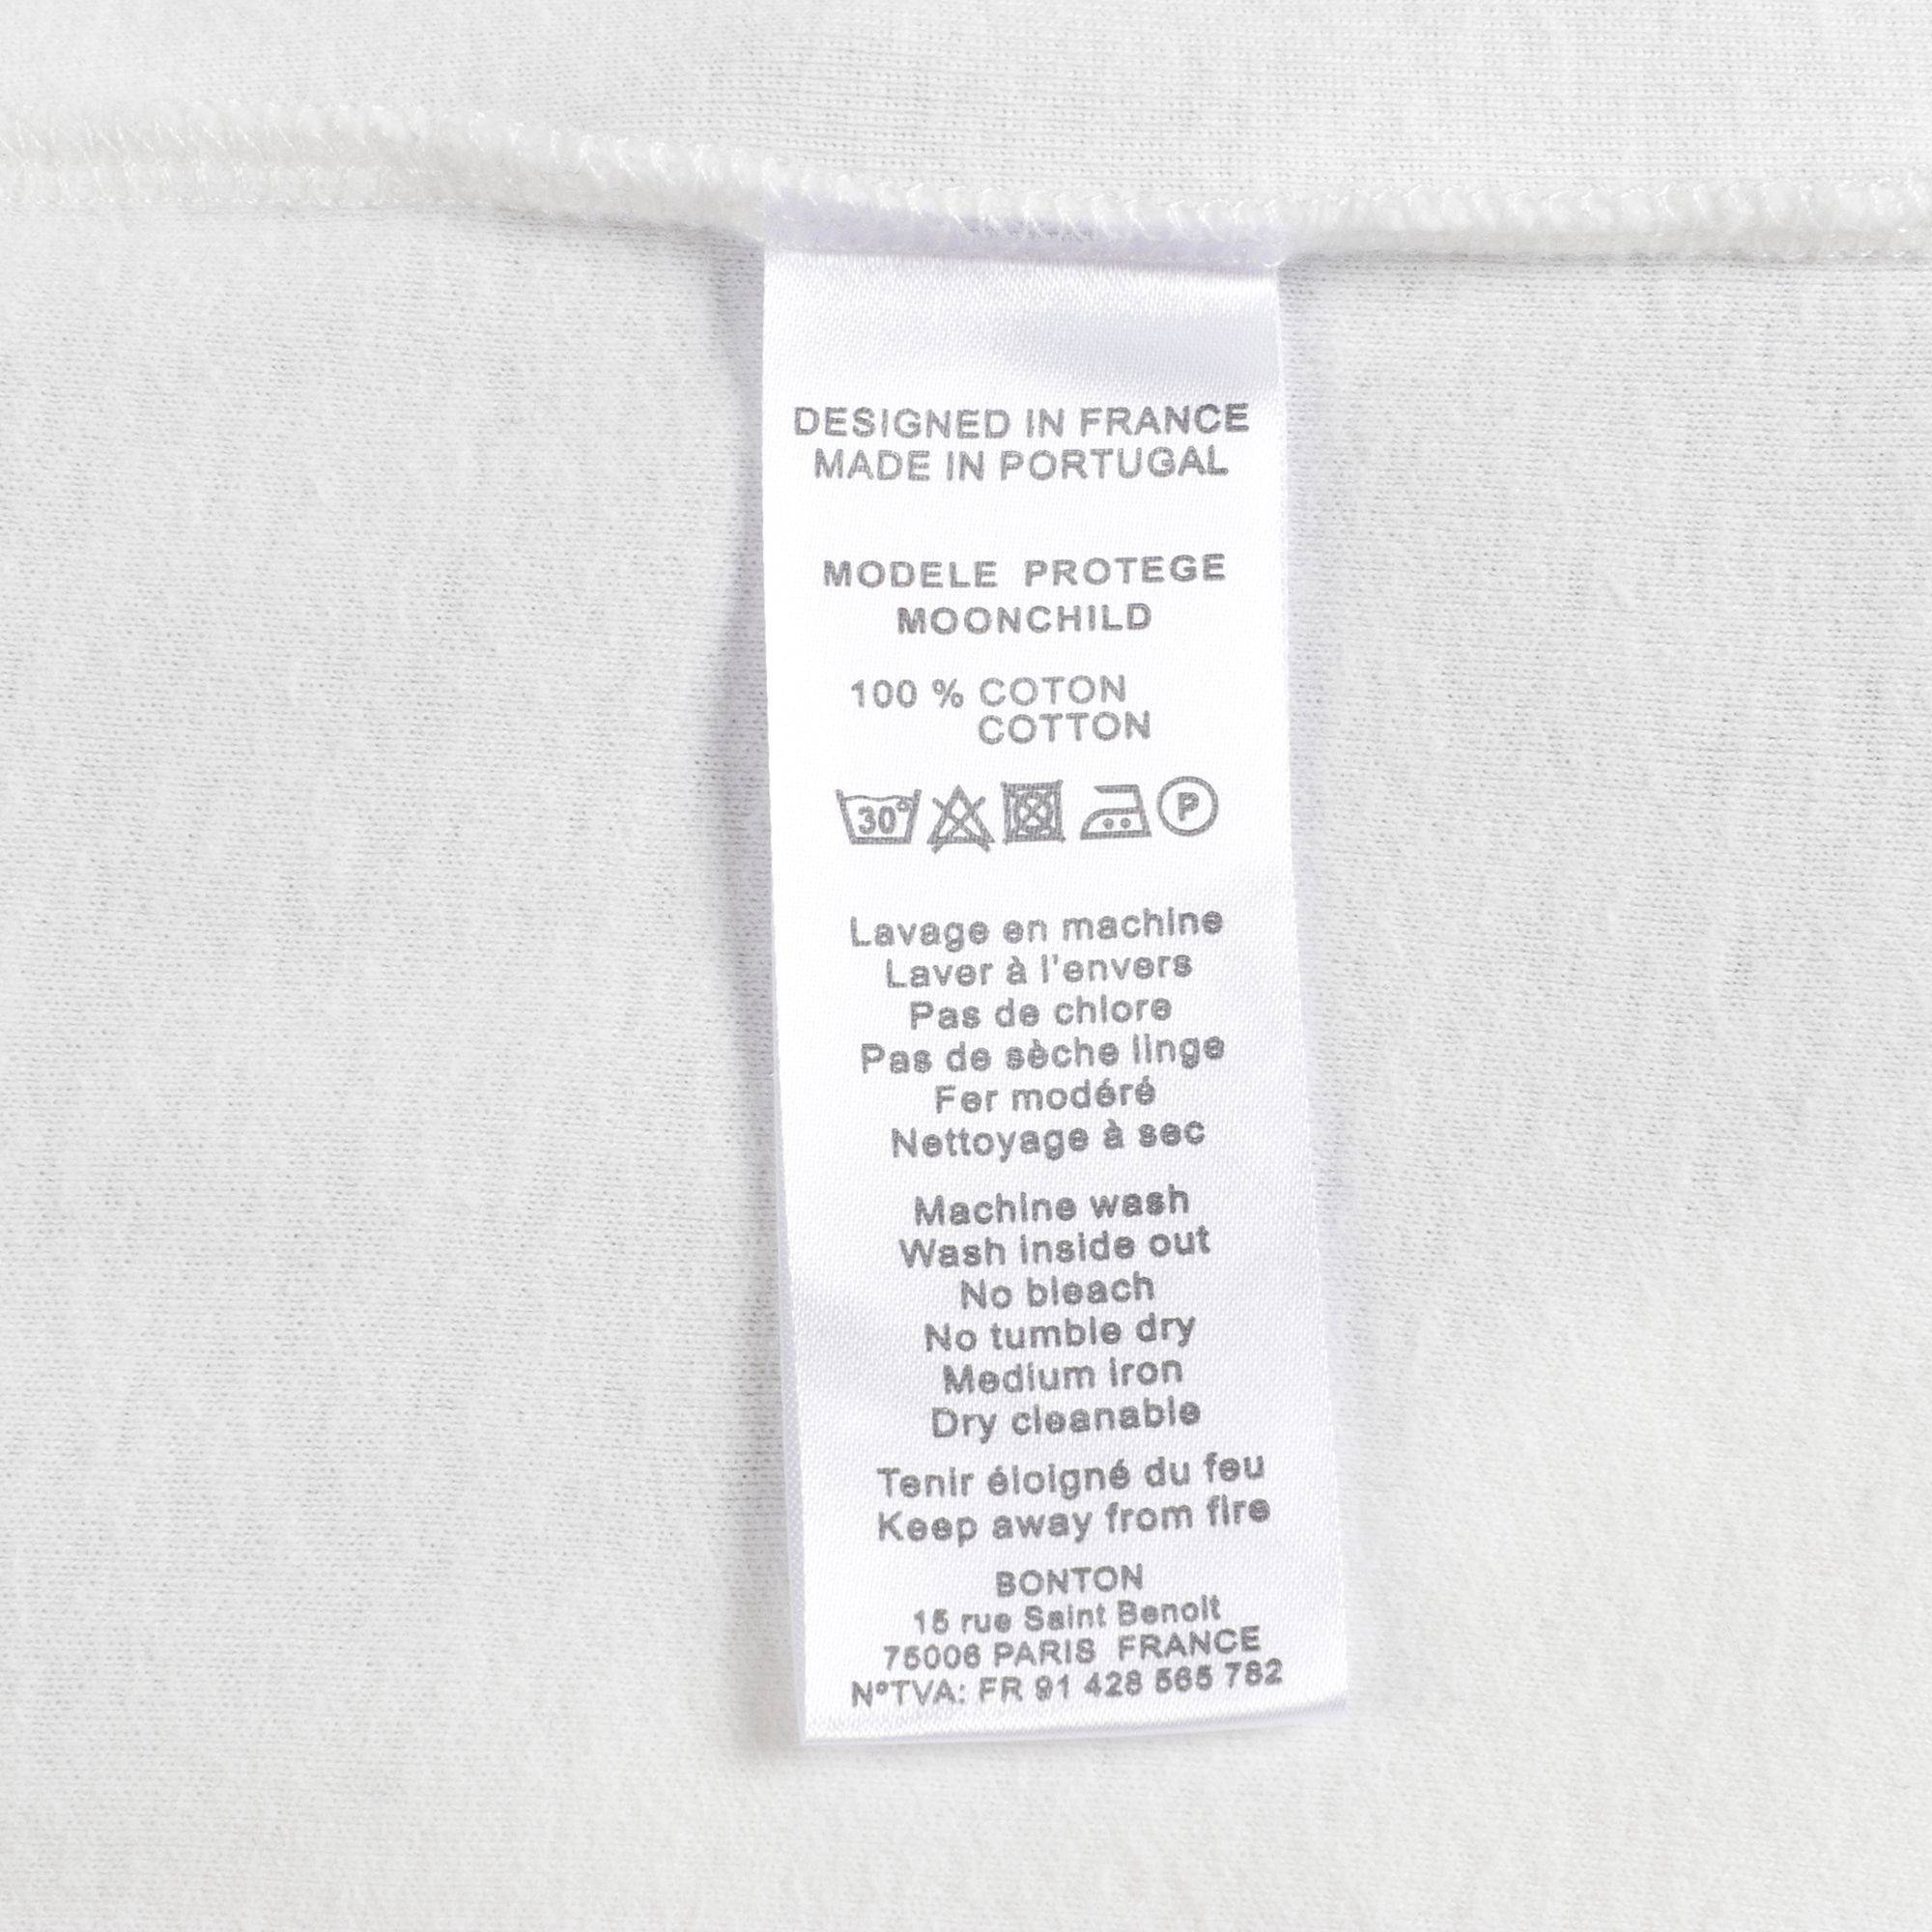 DESIGNED IN FRANCE
MADE IN PORTUGAL
MODELE PROTEGE
MOONCHILD
100 % COTON
COTTON
30° P
Lavage en machine
Laver à l'envers
Pas de chlore
Pas de sèche linge
Fer modéré
Nettoyage à sec
Machine wash
Wash inside out
No bleach
No tumble dry
Medium iron
Dry cleanable
Tenir éloigné du feu
Keep away from fire
BONTON
15 rue Saint Benoit
75006 PARIS FRANCE
N°TVA: FR 91 428 565 782